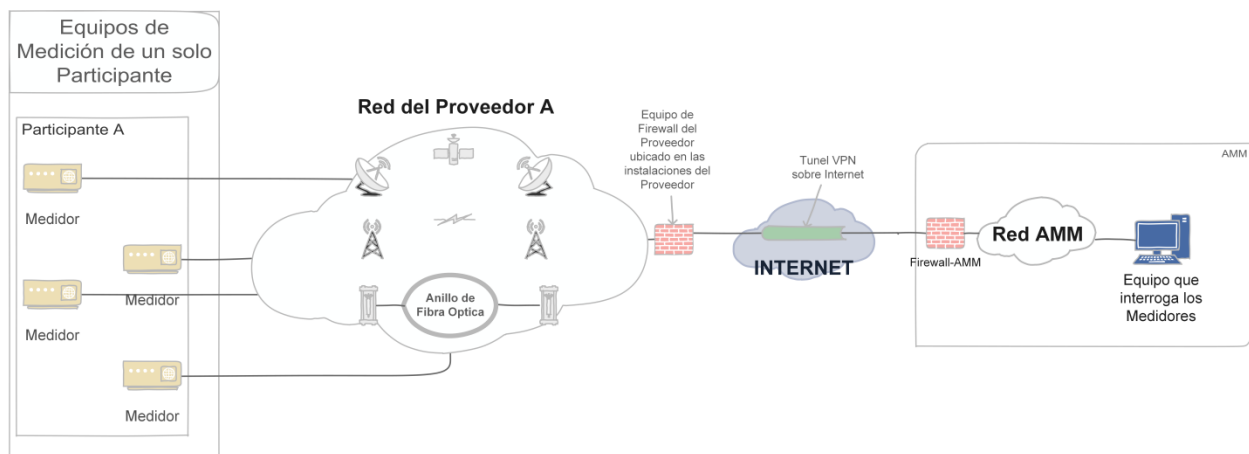 Equipos de
Medición de un solo
Participante
Participante A
Medidor
Medidor
Medidor
Medidor
Red del Proveedor A
Anillo de
Fibra Optica
Equipo de
Firewall del
Proveedor
ubicado en las
instalaciones del
Proveedor
Tunel VPN
sobre Internet
INTERNET
AMM
Firewall-AMM
Red AMM
Equipo que
interroga los
Medidores